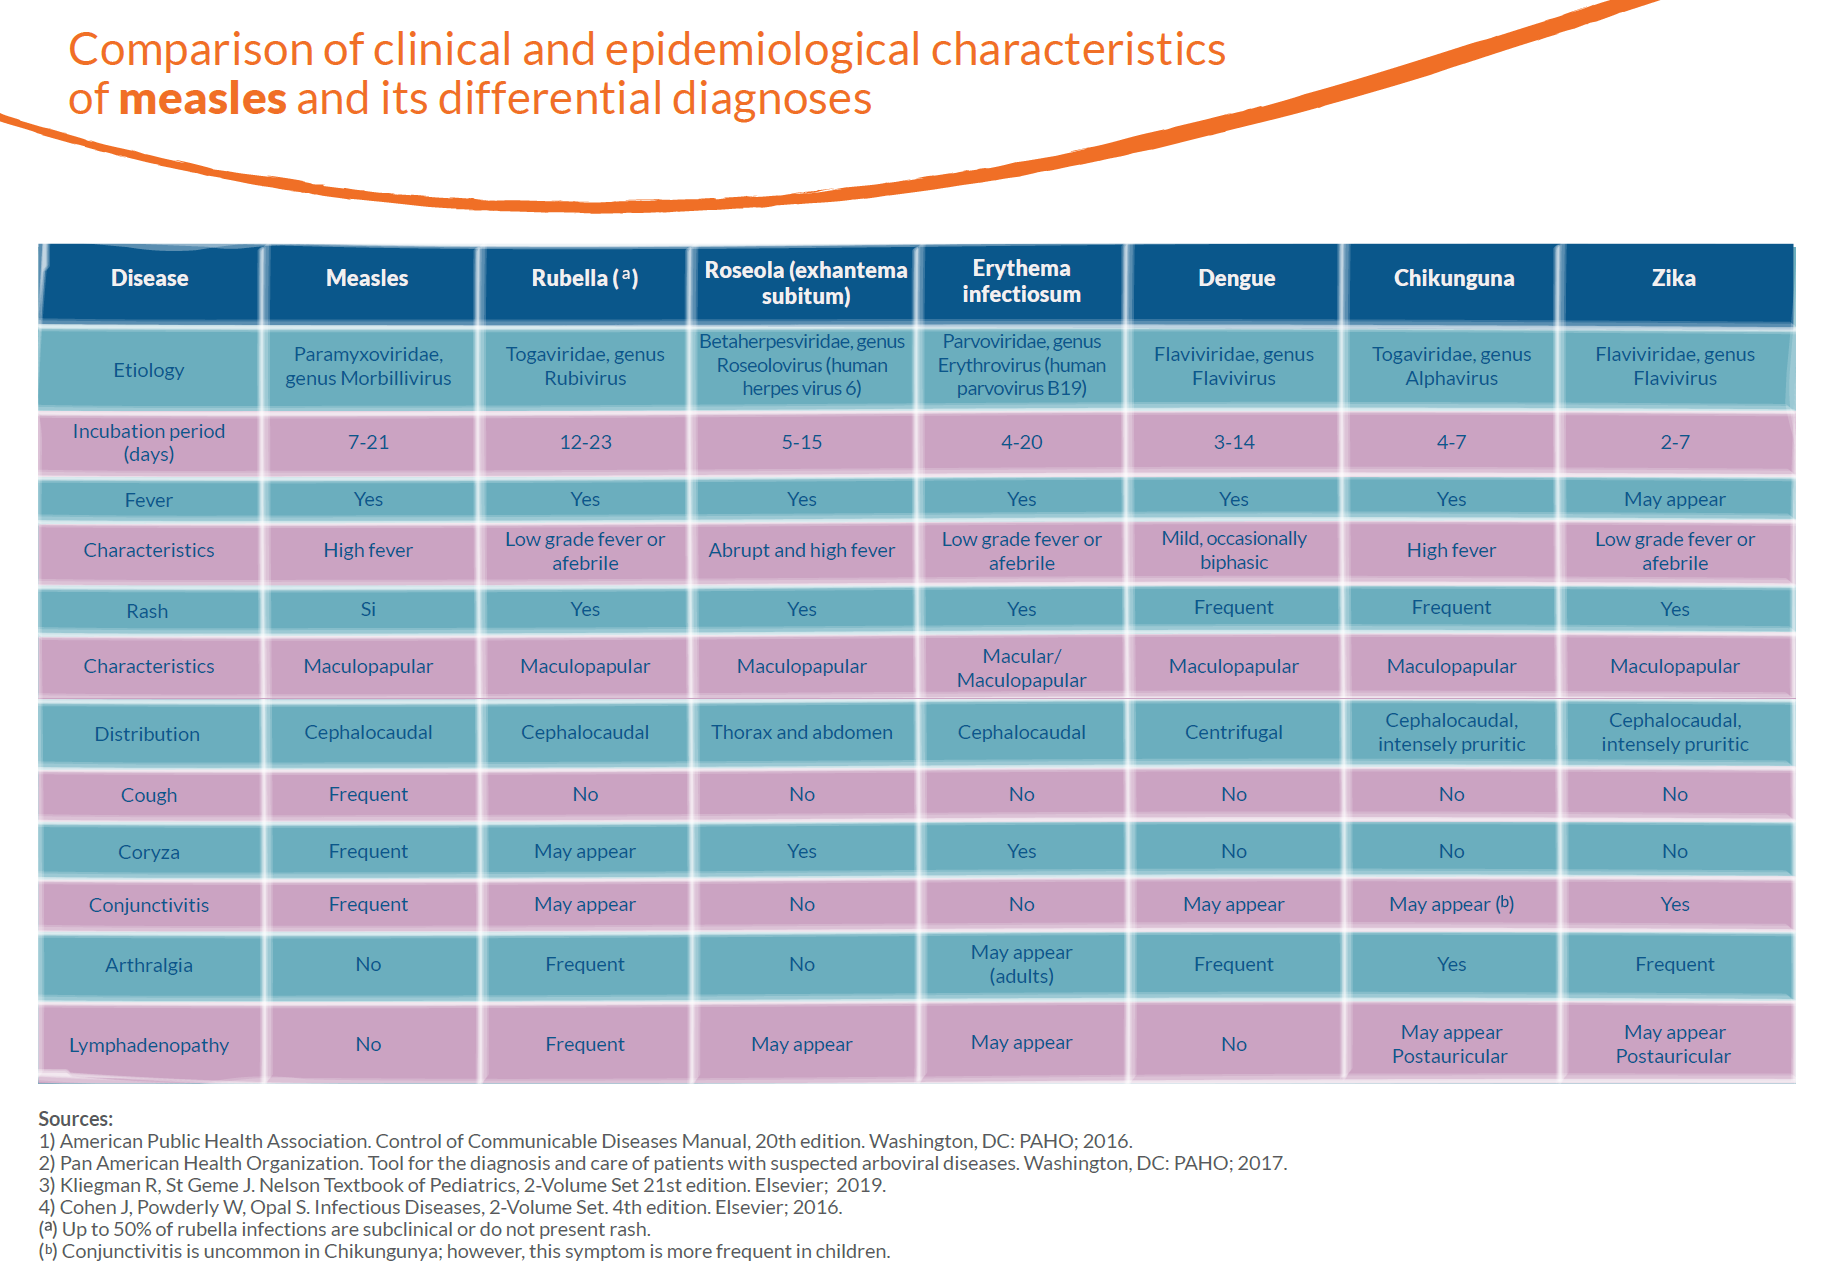 Comparison of clinical and epidemiological characteristics
of measles and its differential diagnoses
Disease
Measles
Rubella (ª)
Roseola (exhantema
subitum)
Erythema
infectiosum
Dengue
Chikunguna
Zika
Etiology
Paramyxoviridae,
genus Morbillivirus
Togaviridae, genus
Rubivirus
Betaherpesviridae, genus
Roseolovirus (human
herpes virus 6)
Parvoviridae, genus
Erythrovirus (human
parvovirus B19)
Flaviviridae, genus
Flavivirus
Togaviridae, genus
Alphavirus
Flaviviridae, genus
Flavivirus
Incubation period
(days)
7-21
12-23
5-15
4-20
3-14
4-7
2-7
Fever
Yes
Yes
Yes
Yes
Yes
Yes
May appear
Characteristics
High fever
Low grade fever or
afebrile
Abrupt and high fever
Low grade fever or
afebrile
Mild, occasionally
biphasic
High fever
Low grade fever or
afebrile
Rash
Si
Yes
Yes
Yes
Frequent
Frequent
Yes
Characteristics
Maculopapular
Maculopapular
Maculopapular
Macular/
Maculopapular
Maculopapular
Maculopapular
Maculopapular
Distribution
Cephalocaudal
Cephalocaudal
Thorax and abdomen
Cephalocaudal
Centrifugal
Cephalocaudal,
intensely pruritic
Cephalocaudal,
intensely pruritic
Cough
Frequent
No
No
No
No
No
No
Coryza
Frequent
May appear
Yes
Yes
No
No
No
Conjunctivitis
Frequent
May appear
No
No
May appear
May appear (ᵇ)
Yes
Arthralgia
No
Frequent
No
May appear
(adults)
Frequent
Yes
Frequent
Lymphadenopathy
No
Frequent
May appear
May appear
No
May appear
Postauricular
May appear
Postauricular
Sources:
1) American Public Health Association. Control of Communicable Diseases Manual, 20th edition. Washington, DC: PAHO; 2016.
2) Pan American Health Organization. Tool for the diagnosis and care of patients with suspected arboviral diseases. Washington, DC: PAHO; 2017.
3) Kliegman R, St Geme J. Nelson Textbook of Pediatrics, 2-Volume Set 21st edition. Elsevier; 2019.
4) Cohen J, Powderly W, Opal S. Infectious Diseases, 2-Volume Set. 4th edition. Elsevier; 2016.
(ª) Up to 50% of rubella infections are subclinical or do not present rash.
(ᵇ) Conjunctivitis is uncommon in Chikungunya; however, this symptom is more frequent in children.